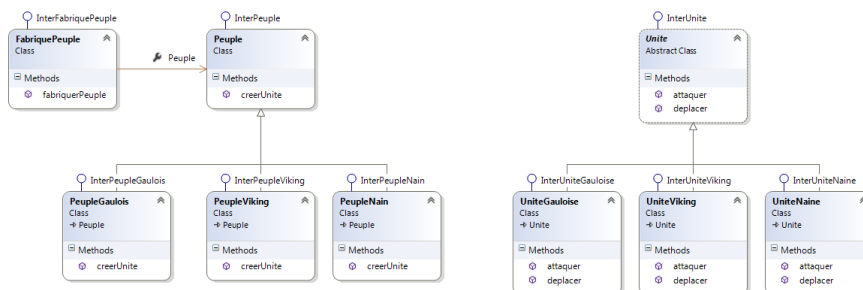 InterFabriquePeuple
FabriquePeuple
Class
Methods
fabriquerPeuple
Peuple
InterPeuple
Peuple
Class
Methods
creerUnite
InterUnite
Unite
Abstract Class
Methods
attaquer
deplacer
InterPeupleGaulois
PeupleGaulois
Class
Peuple
Methods
creerUnite
InterPeupleViking
PeupleViking
Class
Peuple
Methods
creerUnite
InterPeupleNain
PeupleNain
Class
Peuple
Methods
creerUnite
InterUniteGauloise
UniteGauloise
Class
Unite
Methods
attaquer
deplacer
InterUniteViking
UniteViking
Class
Unite
Methods
attaquer
deplacer
InterUniteNaine
UniteNaine
Class
Unite
Methods
attaquer
deplacer